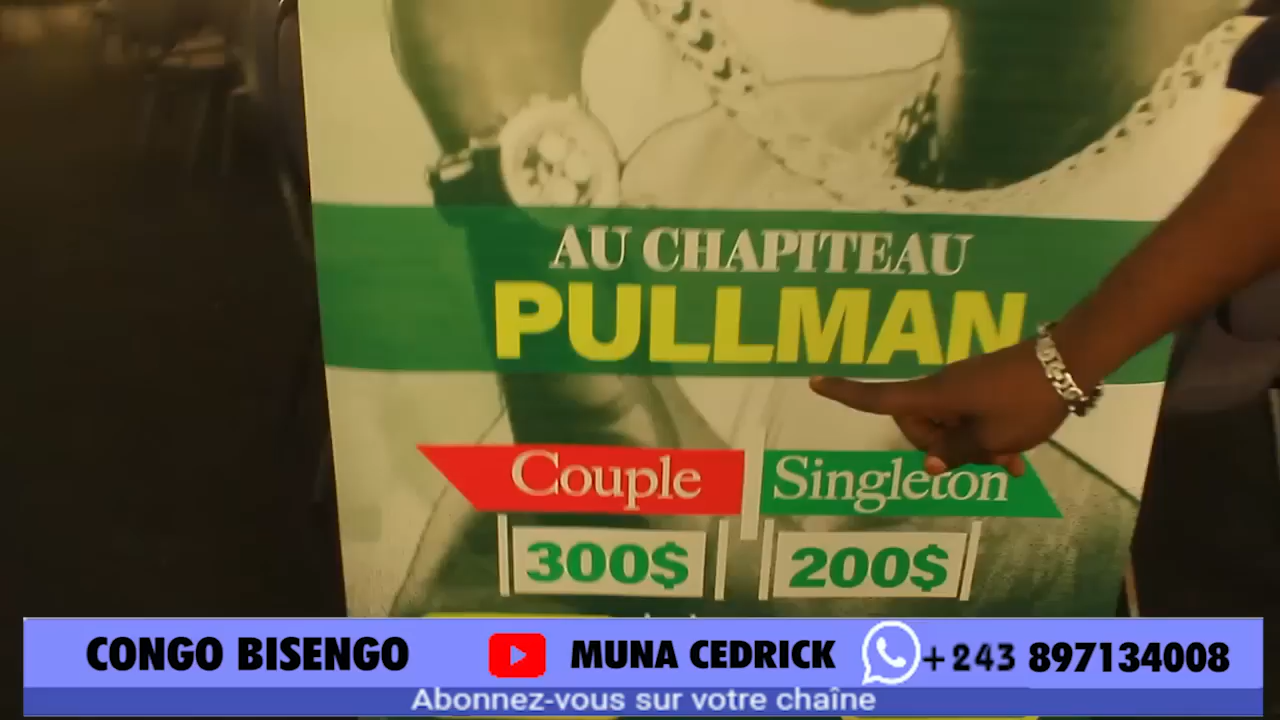 AU CHAPITEAU
PULLMAN
Couple
Singleton
300$
200$
CONGO BISENGO
MUNA CEDRICK
+243 897134008
Abonnez-vous sur votre chaîne